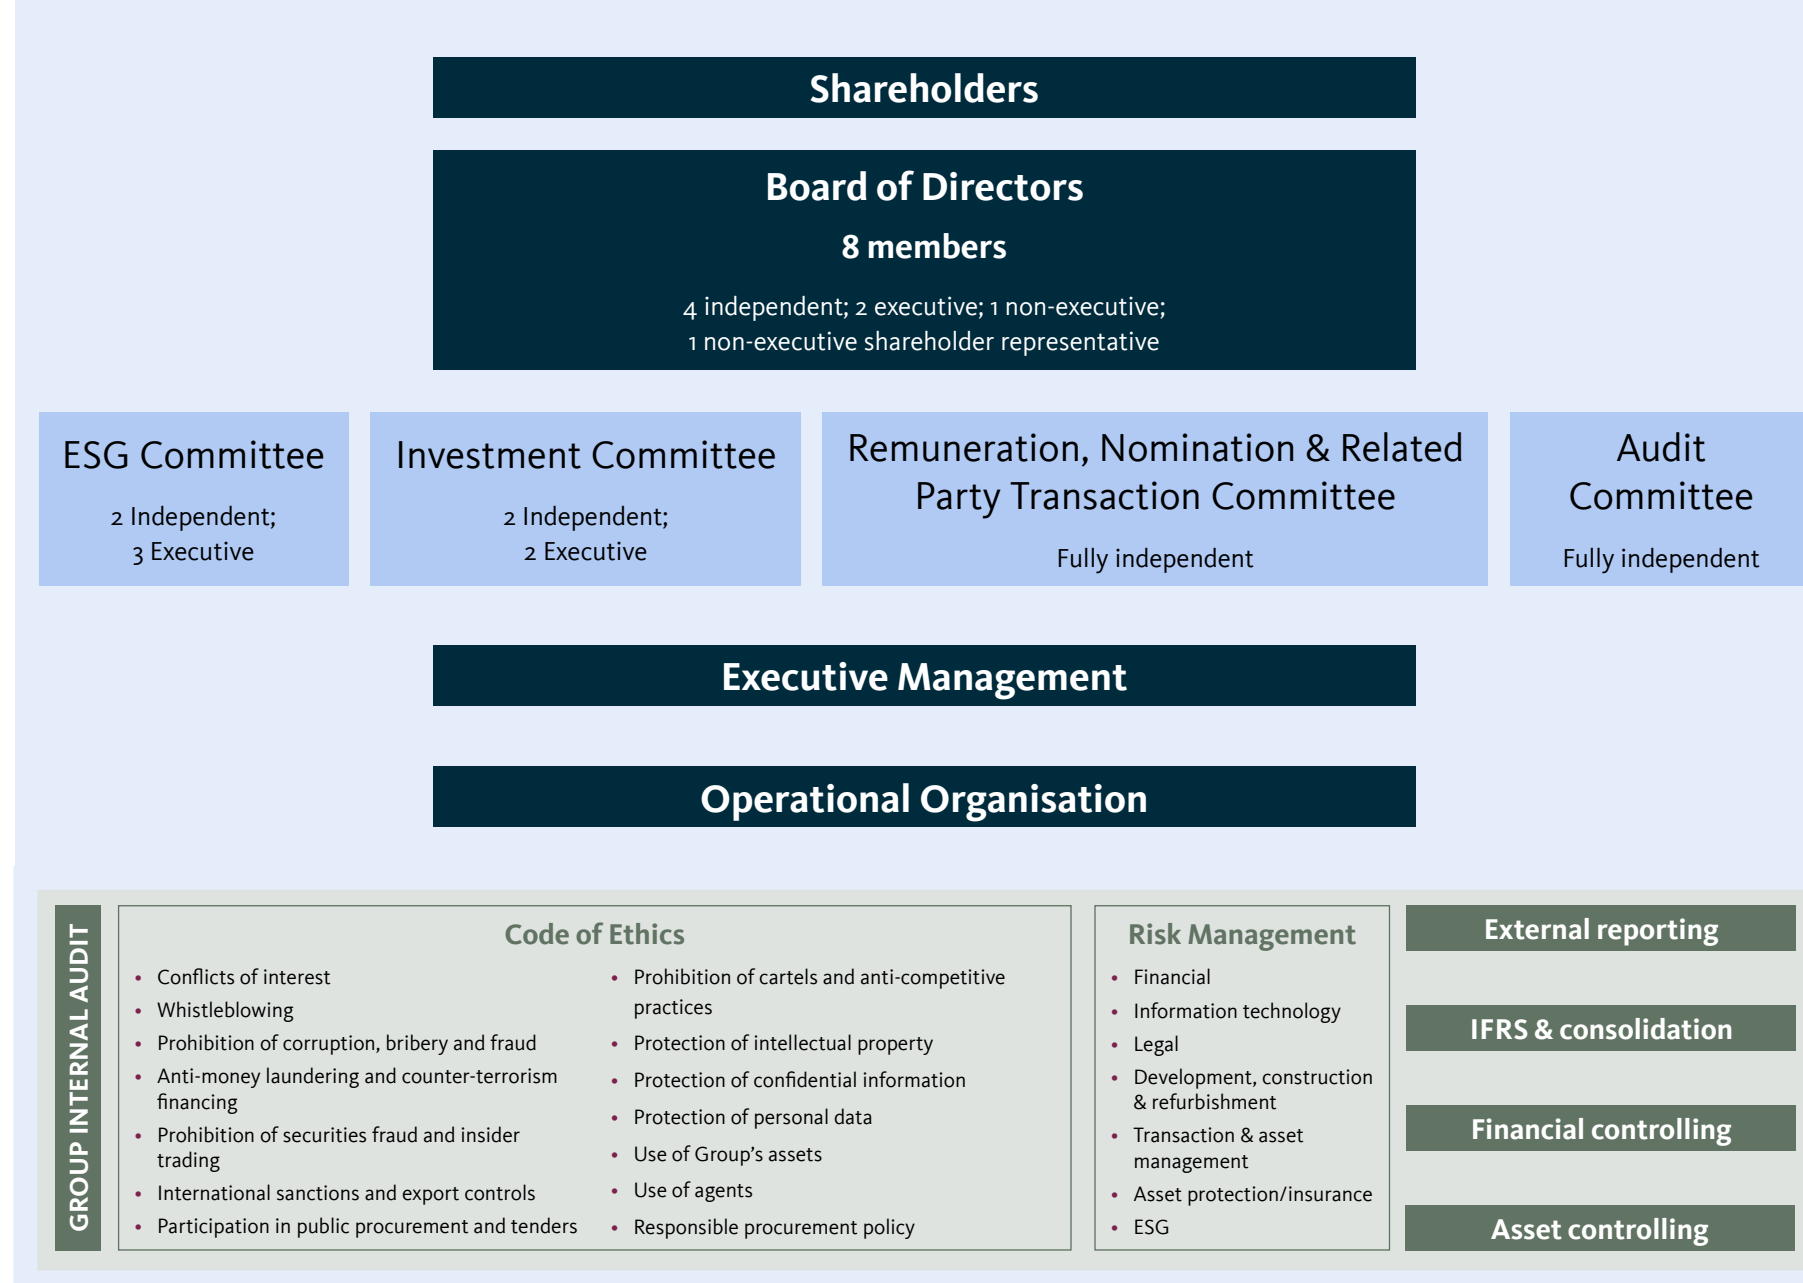 Shareholders
Board of Directors
8 members
4 independent; 2 executive; 1 non-executive;
1 non-executive shareholder representative
ESG Committee
2 Independent;
3 Executive
Investment Committee
2 Independent;
2 Executive
Remuneration, Nomination & Related
Party Transaction Committee
Fully independent
Audit
Committee
Fully independent
Executive Management
Operational Organisation
GROUP INTERNAL AUDIT
Code of Ethics
• Conflicts of interest
• Whistleblowing
• Prohibition of corruption, bribery and fraud
• Anti-money laundering and counter-terrorism
financing
• Prohibition of securities fraud and insider
trading
• International sanctions and export controls
• Participation in public procurement and tenders
• Prohibition of cartels and anti-competitive
practices
• Protection of intellectual property
• Protection of confidential information
• Protection of personal data
• Use of Group's assets
• Use of agents
• Responsible procurement policy
Risk Management
• Financial
• Information technology
• Legal
• Development, construction
& refurbishment
• Transaction & asset
management
• Asset protection/insurance
• ESG
External reporting
IFRS & consolidation
Financial controlling
Asset controlling